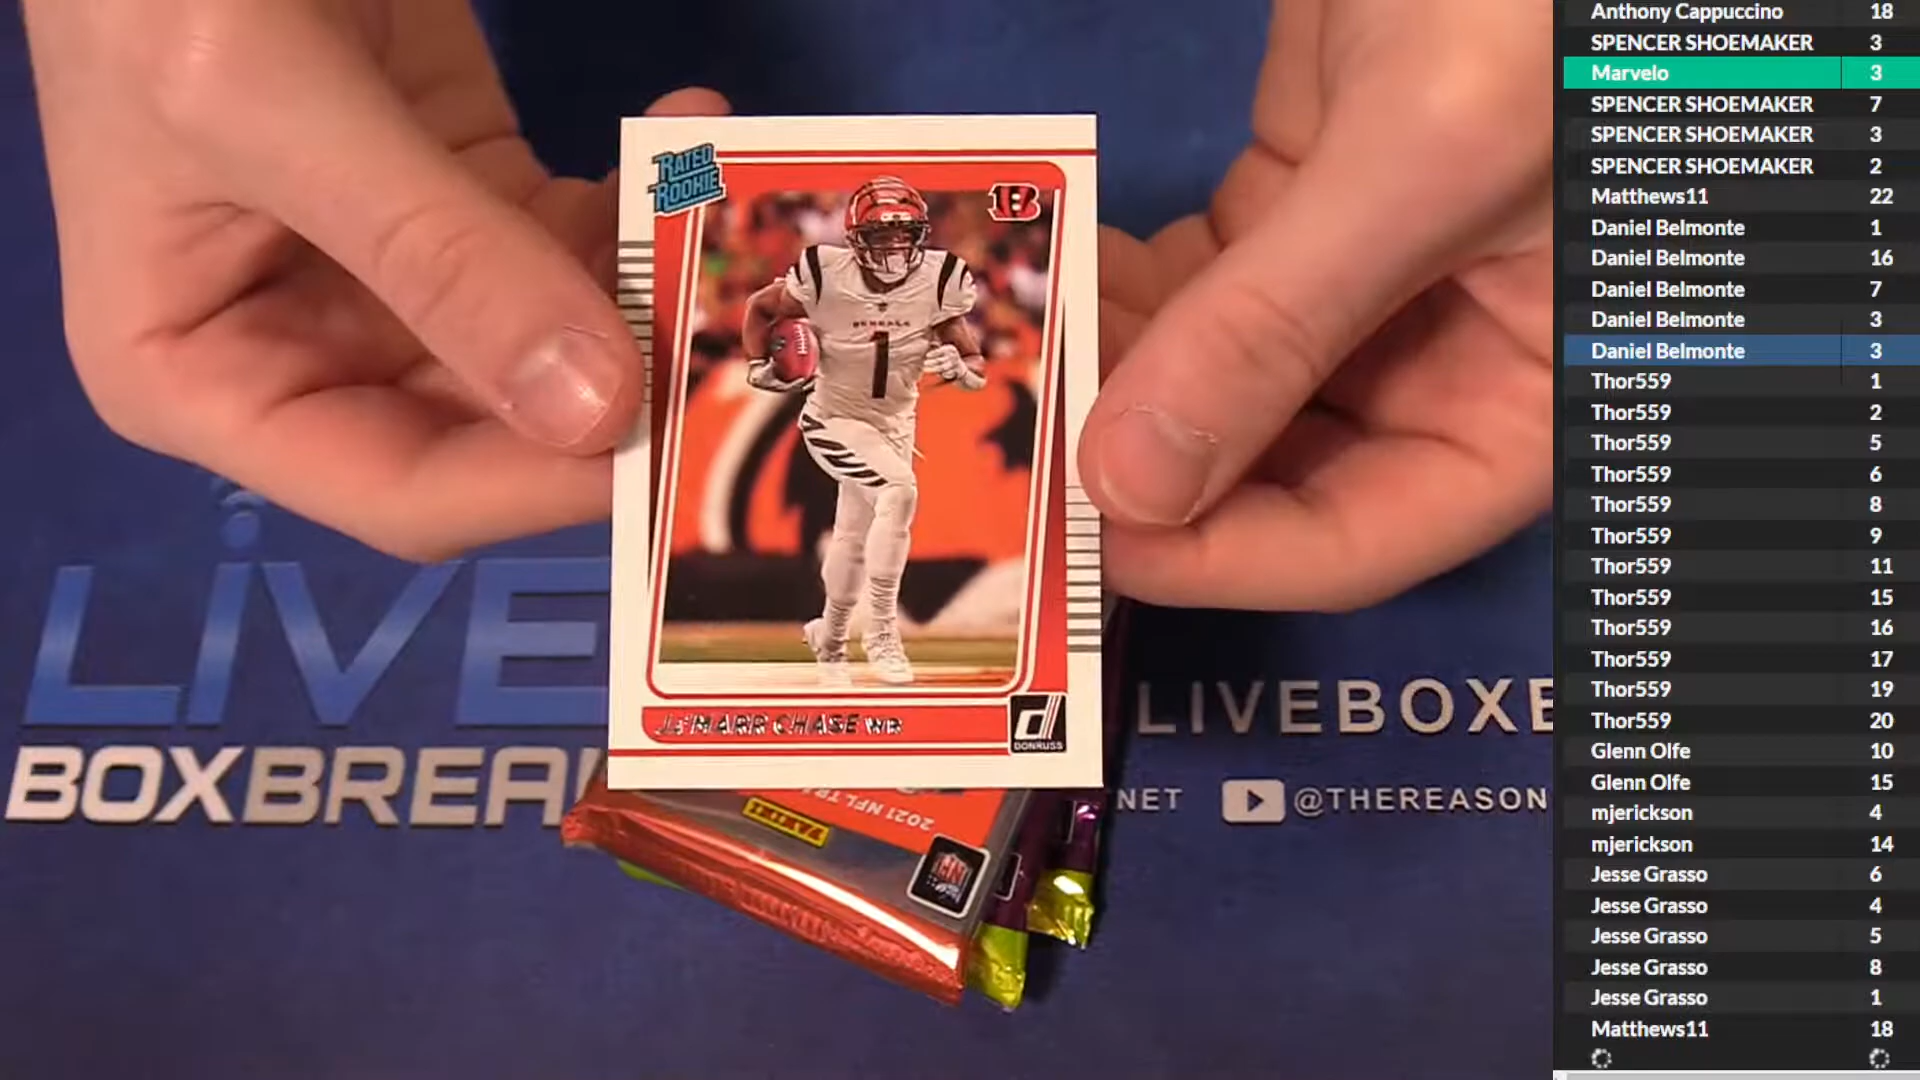 RATED
ROOKIE
BENGALS
1
JA'MARR CHASE WR
DONRUSS
2021 NFL TR
PANINI
NFL
LIVE
BOXBREA
LIVEBOXB
NET
@THEREASON
Anthony Cappuccino 18
SPENCER SHOEMAKER 3
Marvelo 3
SPENCER SHOEMAKER 7
SPENCER SHOEMAKER 3
SPENCER SHOEMAKER 2
Matthews11 22
Daniel Belmonte 1
Daniel Belmonte 16
Daniel Belmonte 7
Daniel Belmonte 3
Daniel Belmonte 3
Thor559 1
Thor559 2
Thor559 5
Thor559 6
Thor559 8
Thor559 9
Thor559 11
Thor559 15
Thor559 16
Thor559 17
Thor559 19
Thor559 20
Glenn Olfe 10
Glenn Olfe 15
mjerickson 4
mjerickson 14
Jesse Grasso 6
Jesse Grasso 4
Jesse Grasso 5
Jesse Grasso 8
Jesse Grasso 1
Matthews11 18